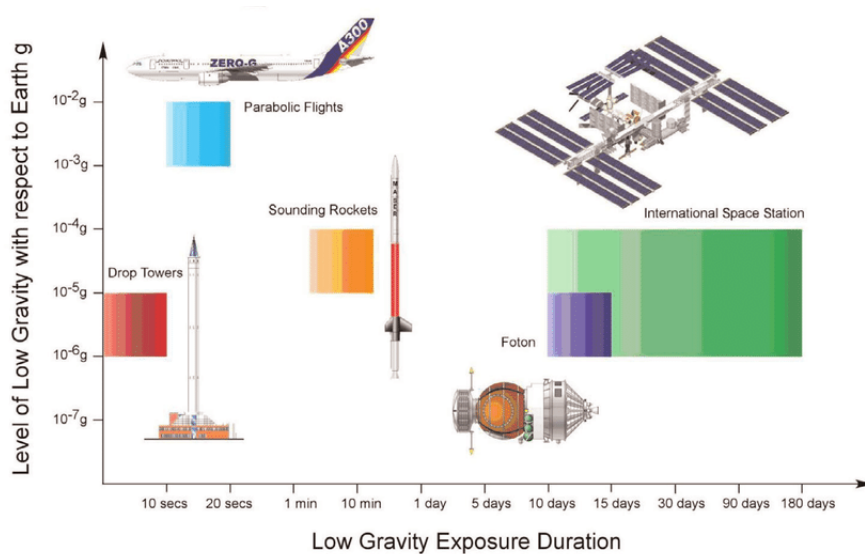 A300
ZERO-G
Level of Low Gravity with respect to Earth g
10-2g
Parabolic Flights
10-3g
MASER
Sounding Rockets
International Space Station
10-4g
Drop Towers
10-5g
Foton
10-6g
10-7g
10 secs 20 secs 1 min 10 min 1 day 5 days 10 days 15 days 30 days 90 days 180 days
Low Gravity Exposure Duration